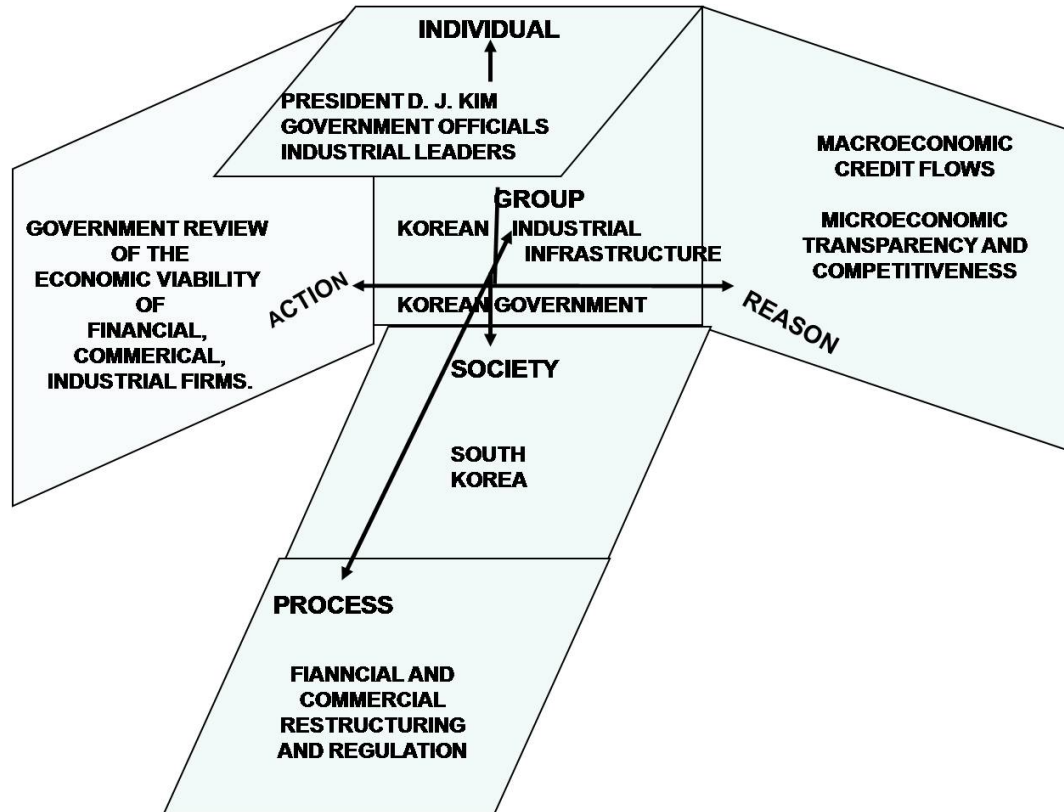 INDIVIDUAL
PRESIDENT D. J. KIM
GOVERNMENT OFFICIALS
INDUSTRIAL LEADERS
GROUP
KOREAN INDUSTRIAL
INFRASTRUCTURE
KOREAN GOVERNMENT
ACTION
GOVERNMENT REVIEW
OF THE
ECONOMIC VIABILITY
OF
FINANCIAL,
COMMERICAL,
INDUSTRIAL FIRMS.
REASON
MACROECONOMIC
CREDIT FLOWS
MICROECONOMIC
TRANSPARENCY AND
COMPETITIVENESS
SOCIETY
SOUTH
KOREA
PROCESS
FIANNCIAL AND
COMMERCIAL
RESTRUCTURING
AND REGULATION